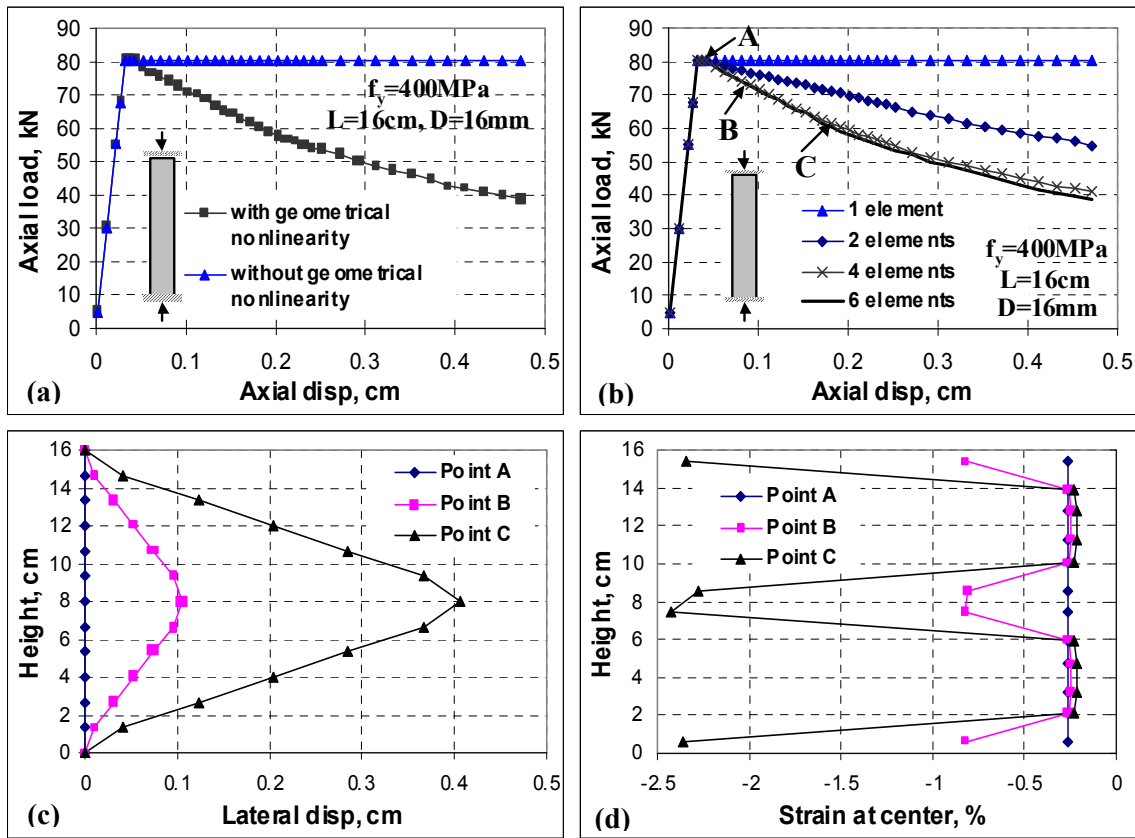 90
80
70
60
50
40
30
20
10
0
Axial load, kN
f_y=400MPa
L=16cm, D=16mm
with geometrical
nonlinearity
without geometrical
nonlinearity
0 0.1 0.2 0.3 0.4 0.5
(a) Axial disp, cm
90
80
70
60
50
40
30
20
10
0
Axial load, kN
A
B
C
1 element
2 elements
4 elements
6 elements
f_y=400MPa
L=16cm
D=16mm
0 0.1 0.2 0.3 0.4 0.5
(b) Axial disp, cm
16
14
12
10
8
6
4
2
0
Height, cm
Point A
Point B
Point C
0 0.1 0.2 0.3 0.4 0.5
(c) Lateral disp, cm
16
14
12
10
8
6
4
2
0
Height, cm
Point A
Point B
Point C
-2.5 -2 -1.5 -1 -0.5 0
(d) Strain at center, %